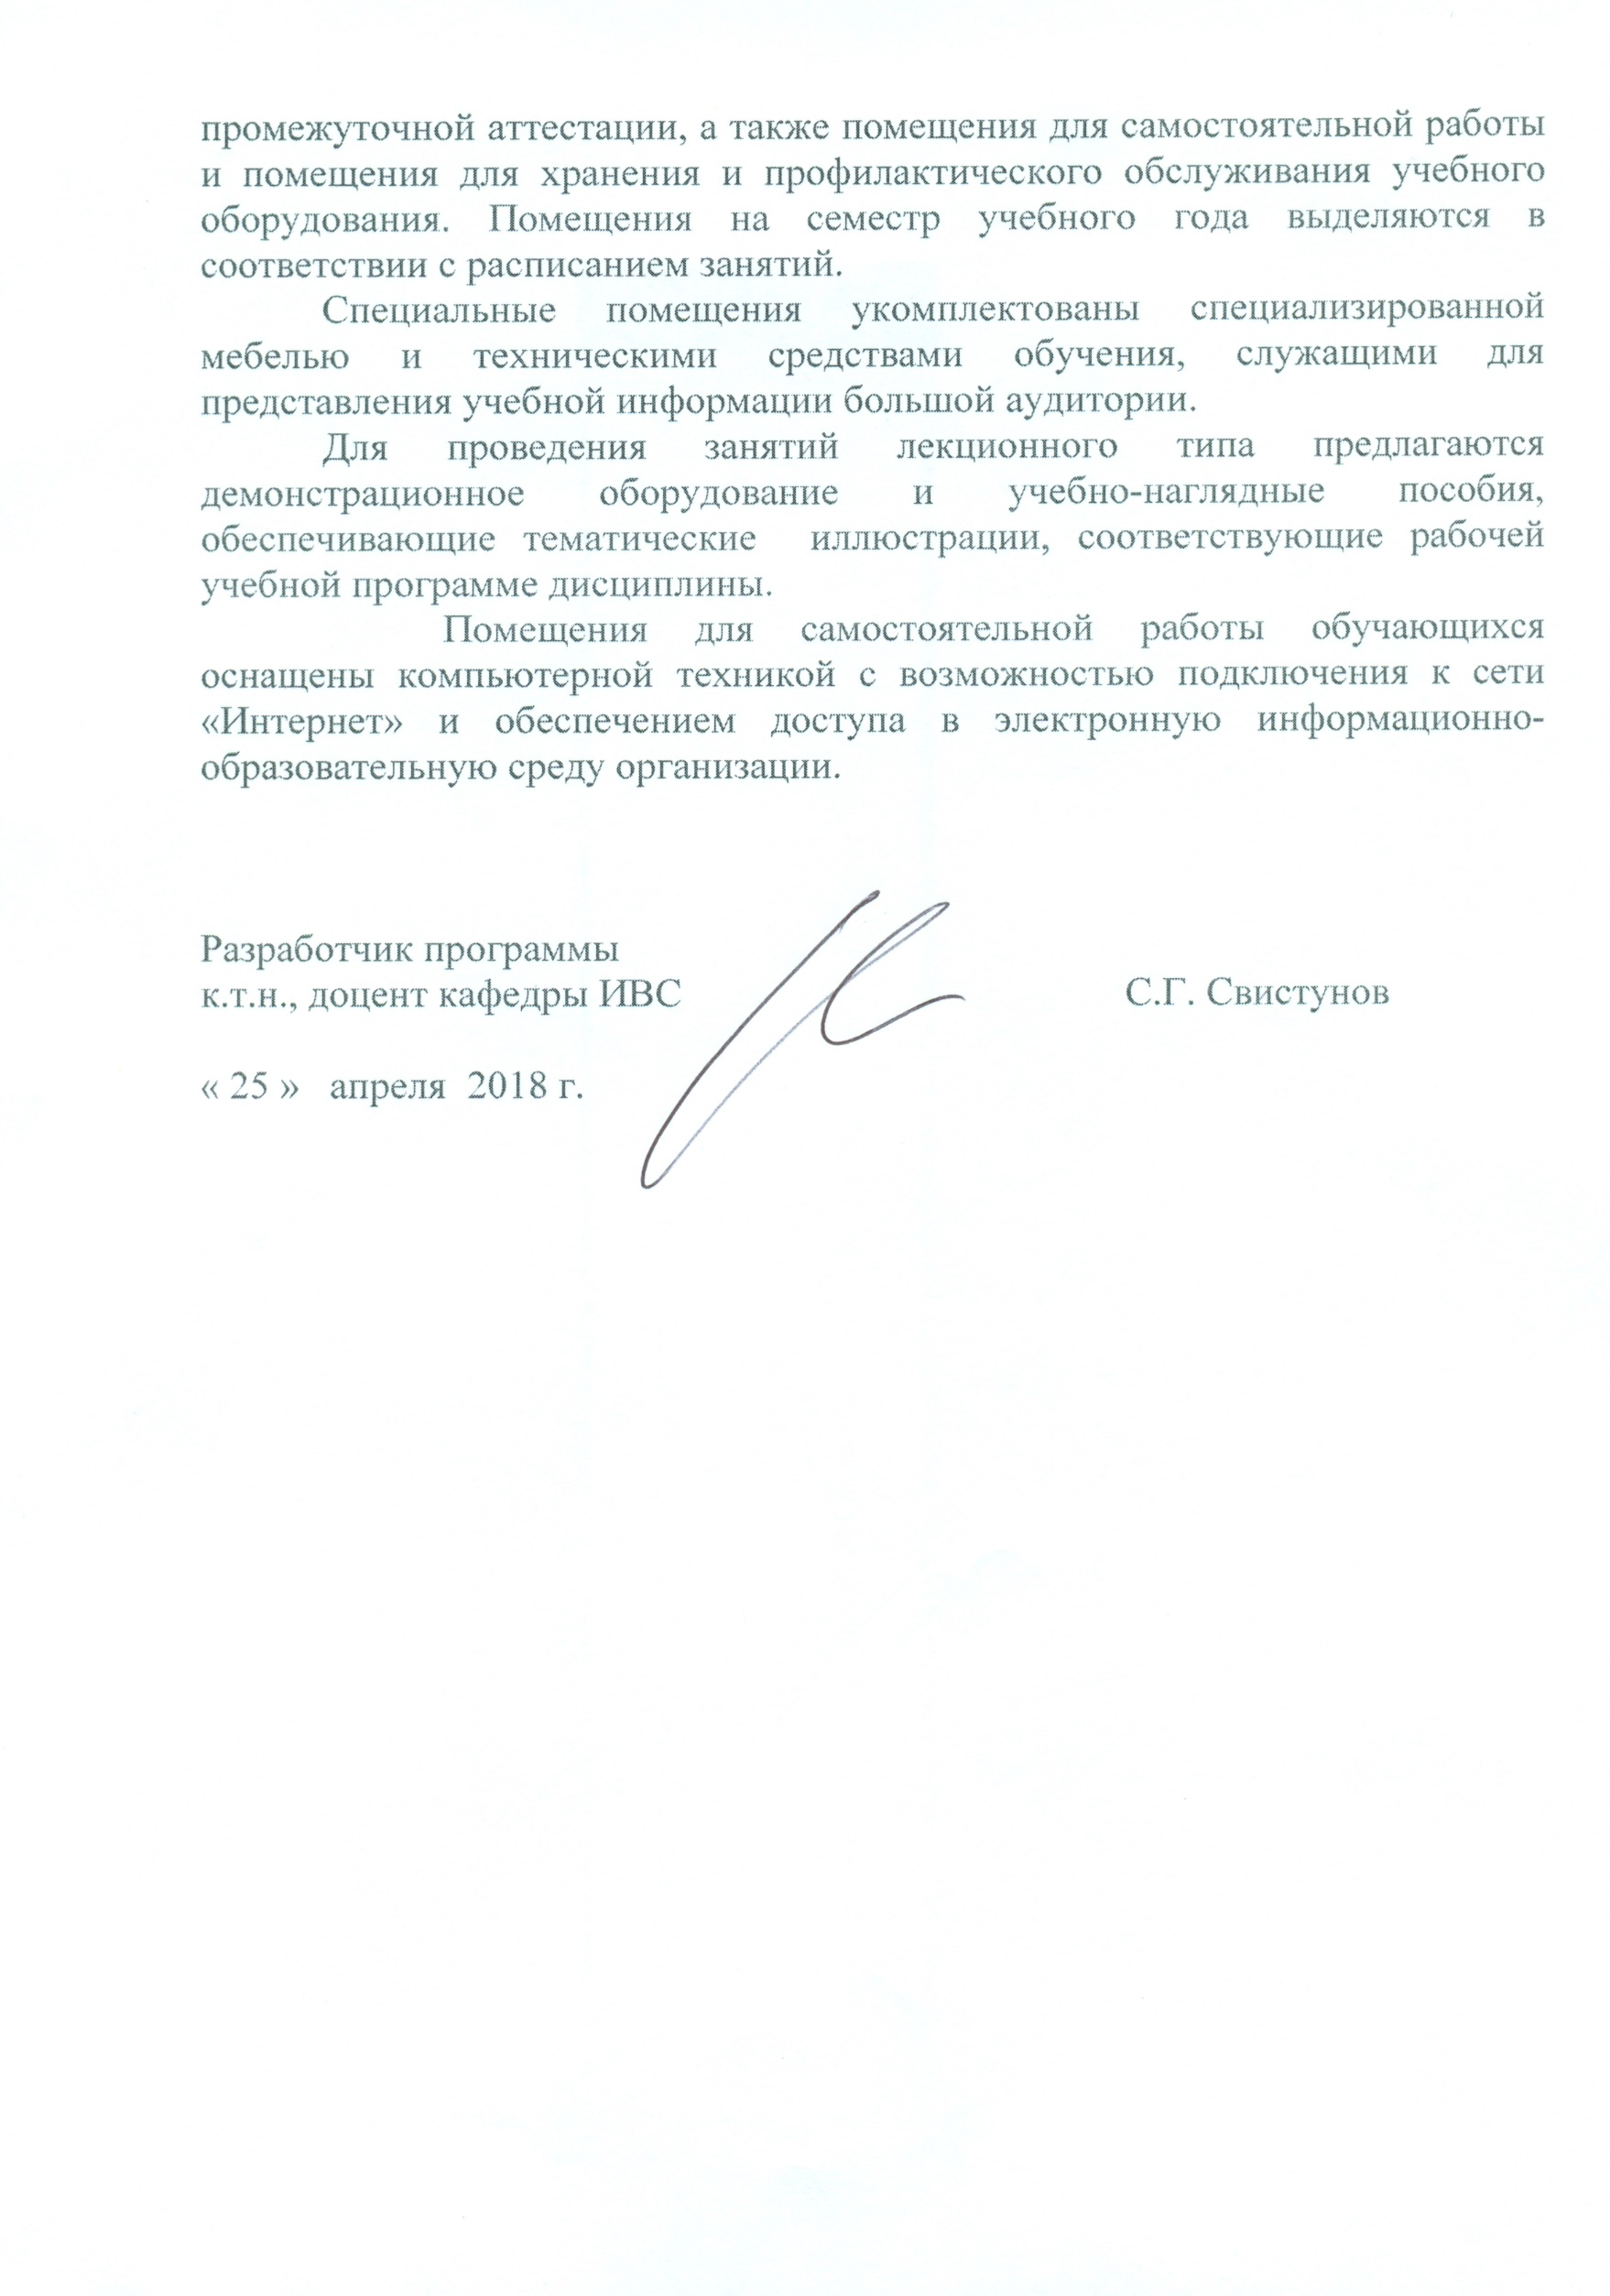 промежуточной аттестации, а также помещения для самостоятельной работы
и помещения для хранения и профилактического обслуживания учебного
оборудования. Помещения на семестр учебного года выделяются в
соответствии с расписанием занятий.
Специальные помещения укомплектованы специализированной
мебелью и техническими средствами обучения, служащими для
представления учебной информации большой аудитории.
Для проведения занятий лекционного типа предлагаются
демонстрационное оборудование и учебно-наглядные пособия,
обеспечивающие тематические иллюстрации, соответствующие рабочей
учебной программе дисциплины.
Помещения для самостоятельной работы обучающихся
оснащены компьютерной техникой с возможностью подключения к сети
«Интернет» и обеспечением доступа в электронную информационно-
образовательную среду организации.
Разработчик программы
к.т.н., доцент кафедры ИВС С.Г. Свистунов
« 25 » апреля 2018 г.